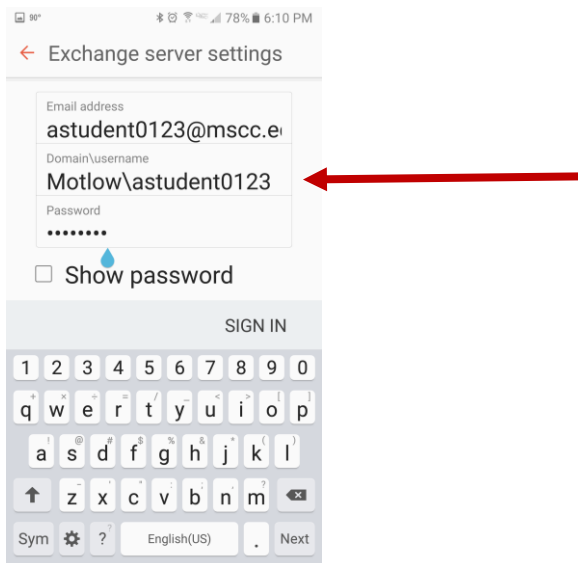 90° 78% 6:10 PM
Exchange server settings
Email address
astudent0123@mscc.e
Domain\username
Motlow\astudent0123
Password
••••••••
Show password
SIGN IN
1 2 3 4 5 6 7 8 9 0
+ × ÷ = / _ < > [ ]
q w e r t y u i o p
! @ # $ % & * ( )
a s d f g h j k l
- ' " : ; , ?
z x c v b n m
Sym ? English(US) . Next